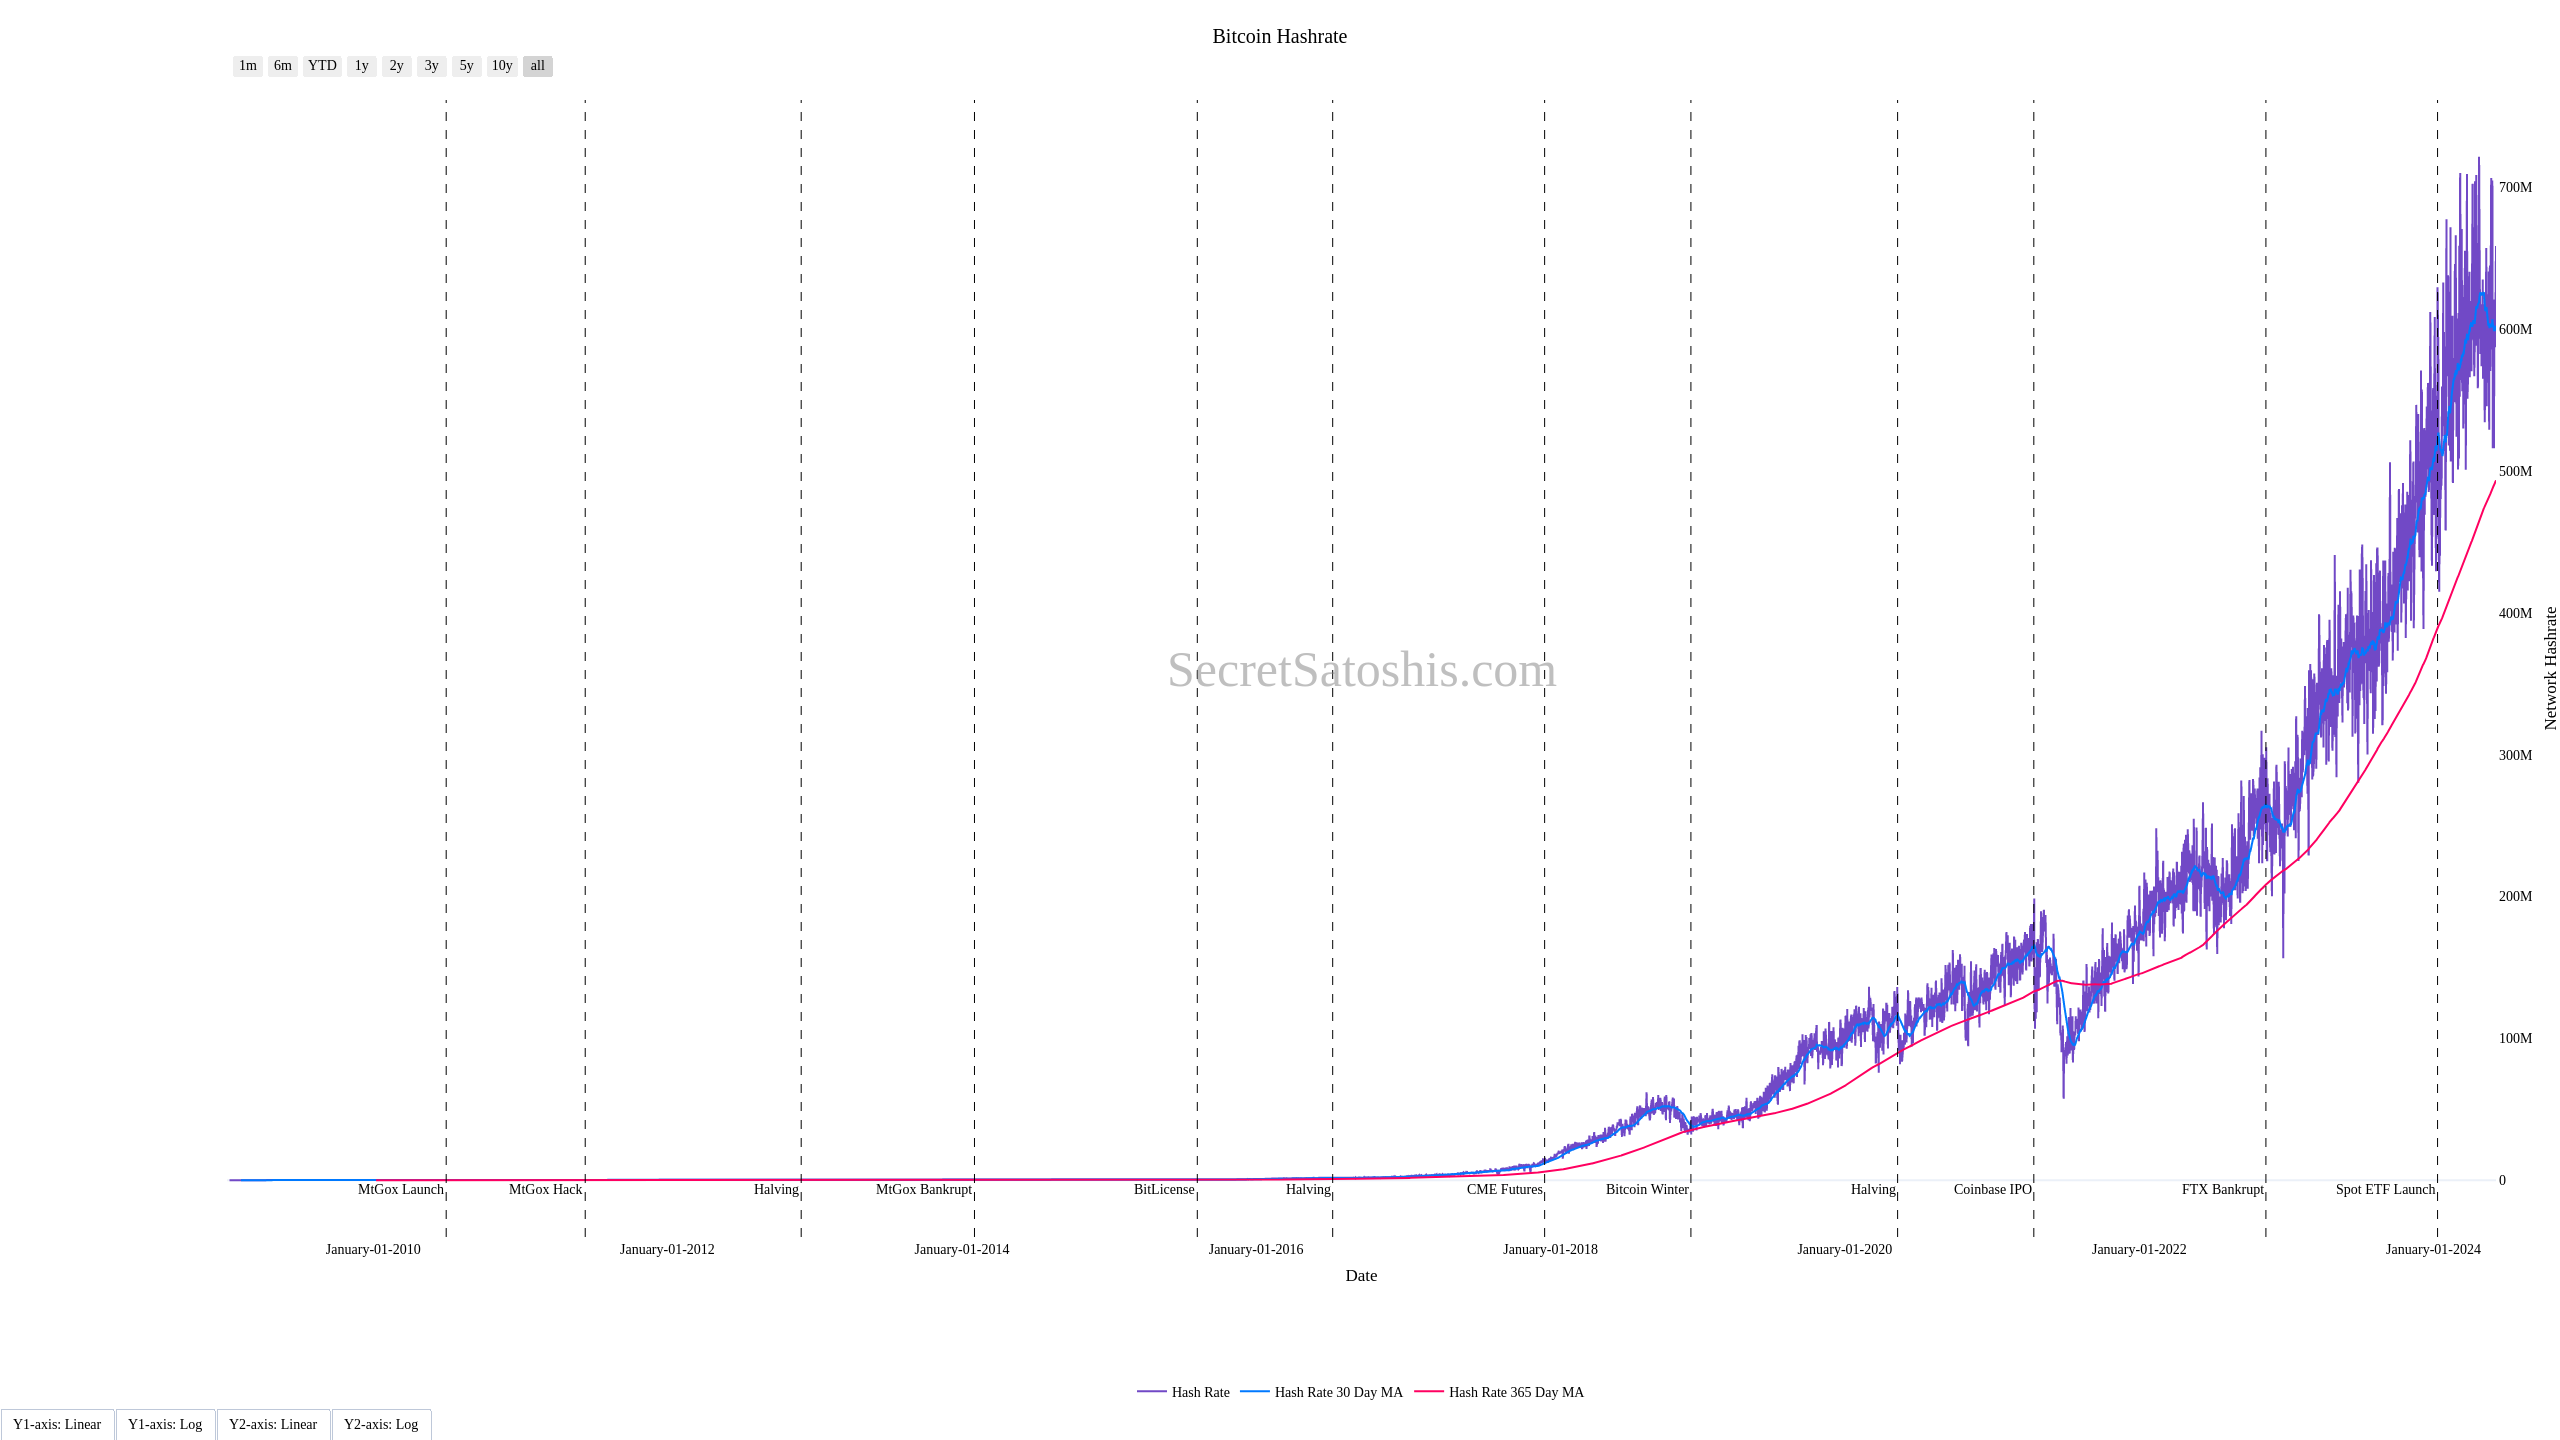 Bitcoin Hashrate
1m 6m YTD 1y 2y 3y 5y 10y all
700M
600M
500M
400M
300M
200M
100M
0
Network Hashrate
SecretSatoshis.com
MtGox Launch MtGox Hack Halving MtGox Bankrupt BitLicense Halving CME Futures Bitcoin Winter Halving Coinbase IPO FTX Bankrupt Spot ETF Launch
January-01-2010 January-01-2012 January-01-2014 January-01-2016 January-01-2018 January-01-2020 January-01-2022 January-01-2024
Date
Hash Rate Hash Rate 30 Day MA Hash Rate 365 Day MA
Y1-axis: Linear Y1-axis: Log Y2-axis: Linear Y2-axis: Log